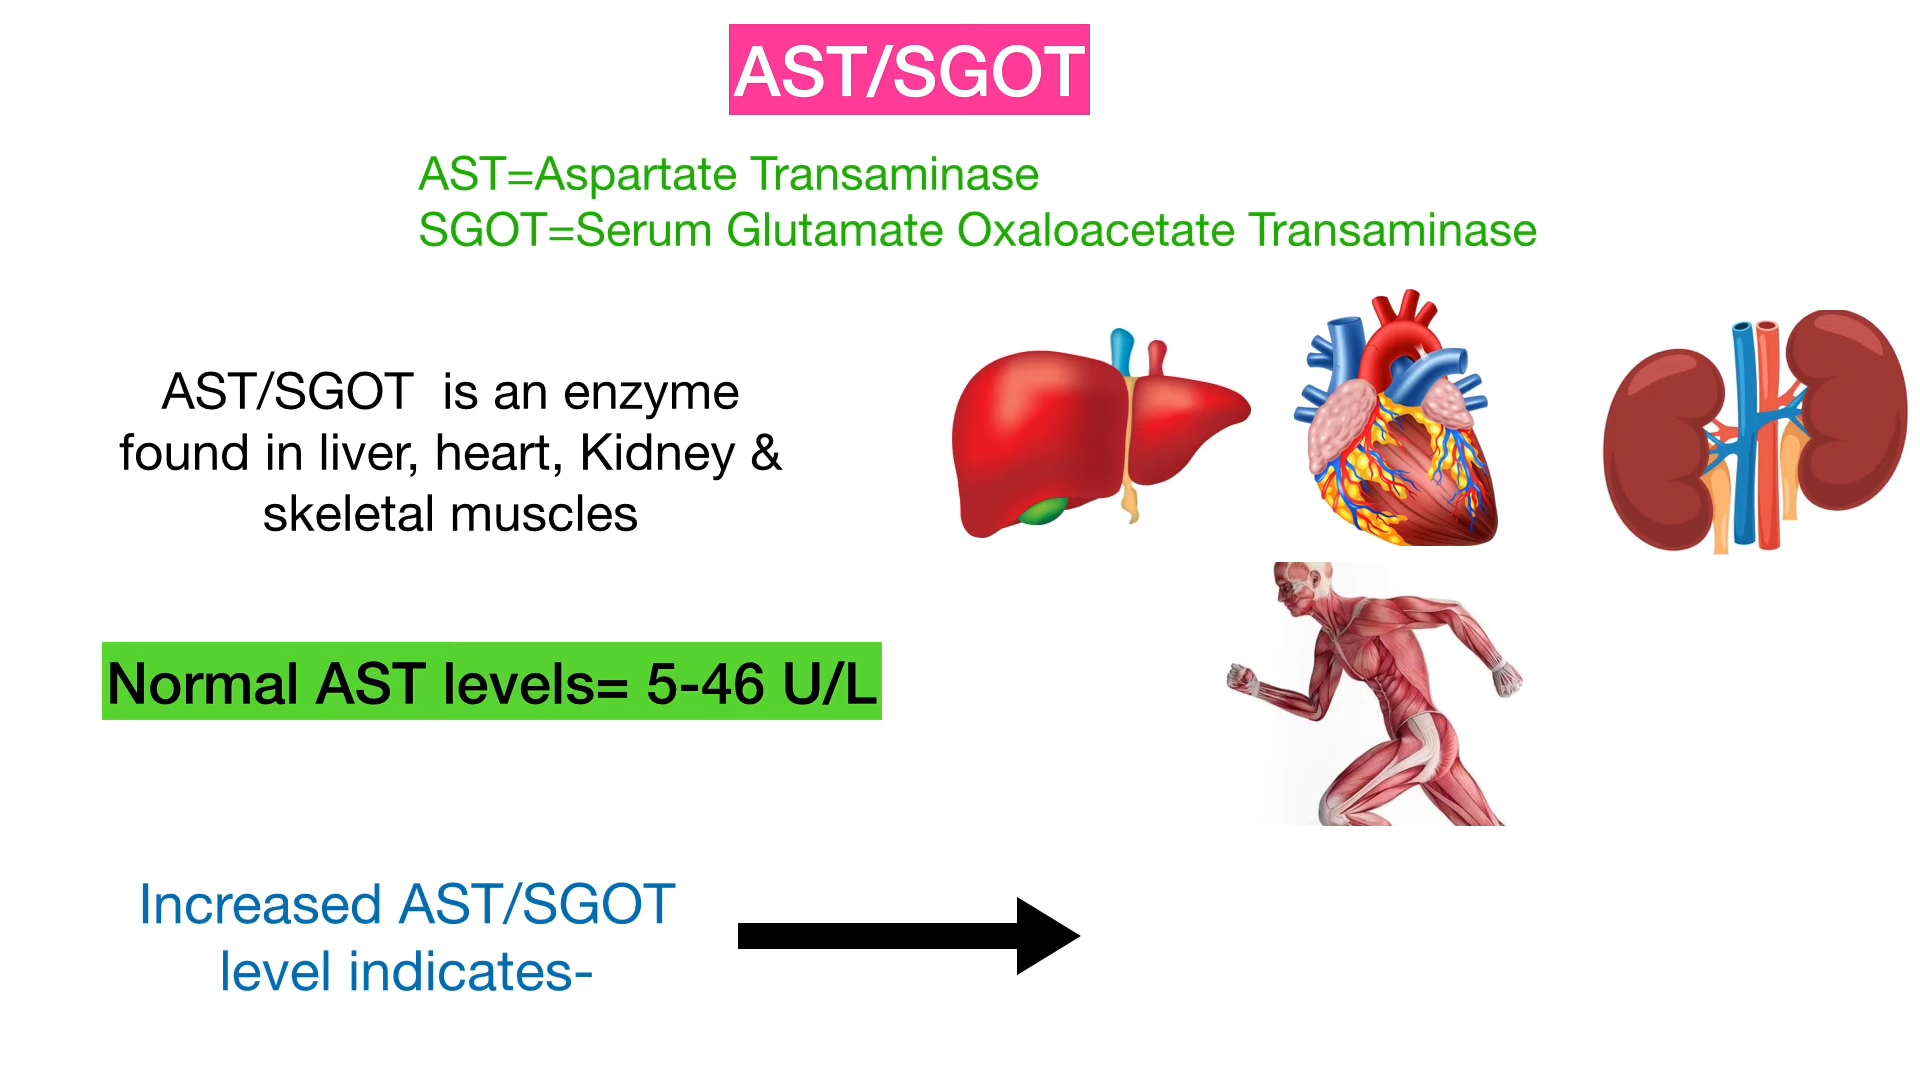 AST/SGOT
AST=Aspartate Transaminase
SGOT=Serum Glutamate Oxaloacetate Transaminase
AST/SGOT is an enzyme
found in liver, heart, Kidney &
skeletal muscles
Normal AST levels= 5-46 U/L
Increased AST/SGOT
level indicates-